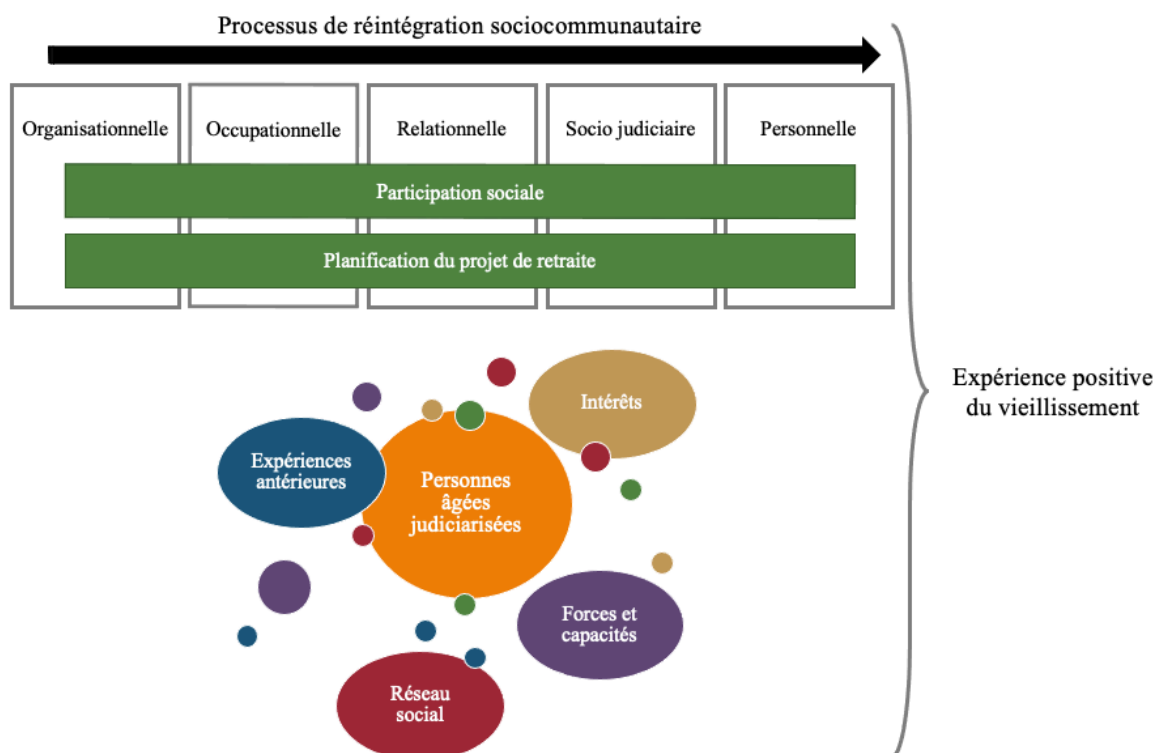 Processus de réintégration sociocommunautaire
Organisationnelle
Occupationnelle
Relationnelle
Socio judiciaire
Personnelle
Participation sociale
Planification du projet de retraite
Expérience positive
du vieillissement
Intérêts
Expériences
antérieures
Personnes
âgées
judiciarisées
Forces et
capacités
Réseau
social